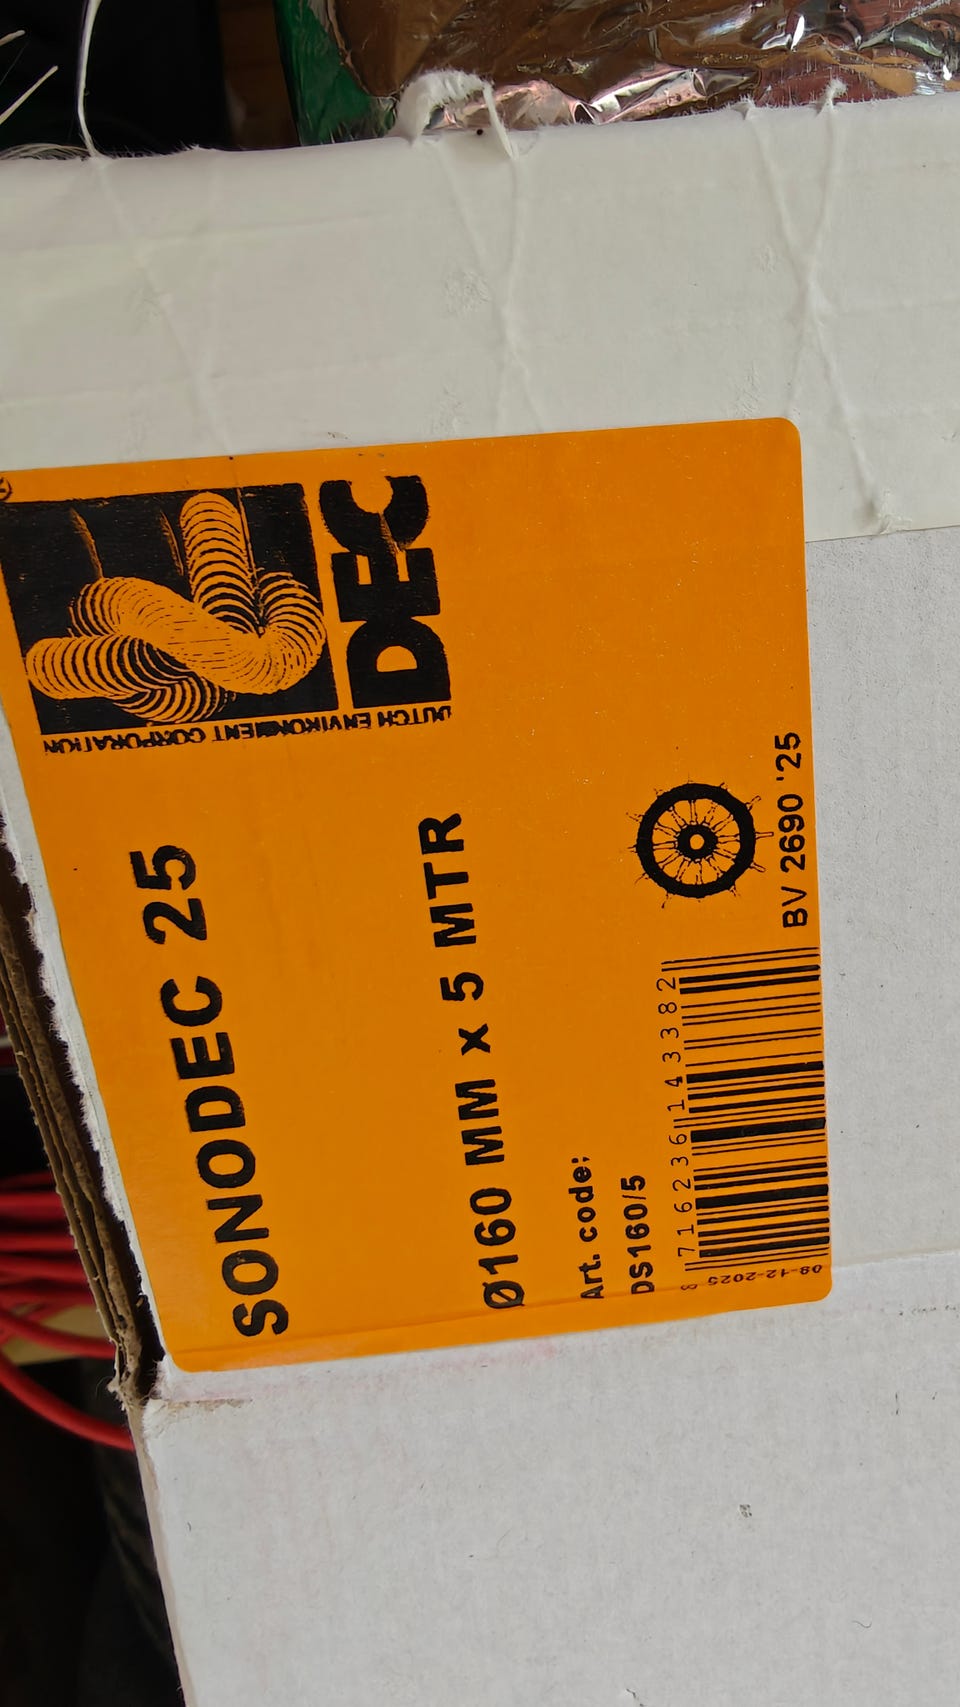 DEC
DUTCH ENVIRONMENT CORPORATION
SONODEC 25
Ø160 MM x 5 MTR
Art. code:
DS160/5
8 716236 143382
BV 2690 '25
08-12-2025